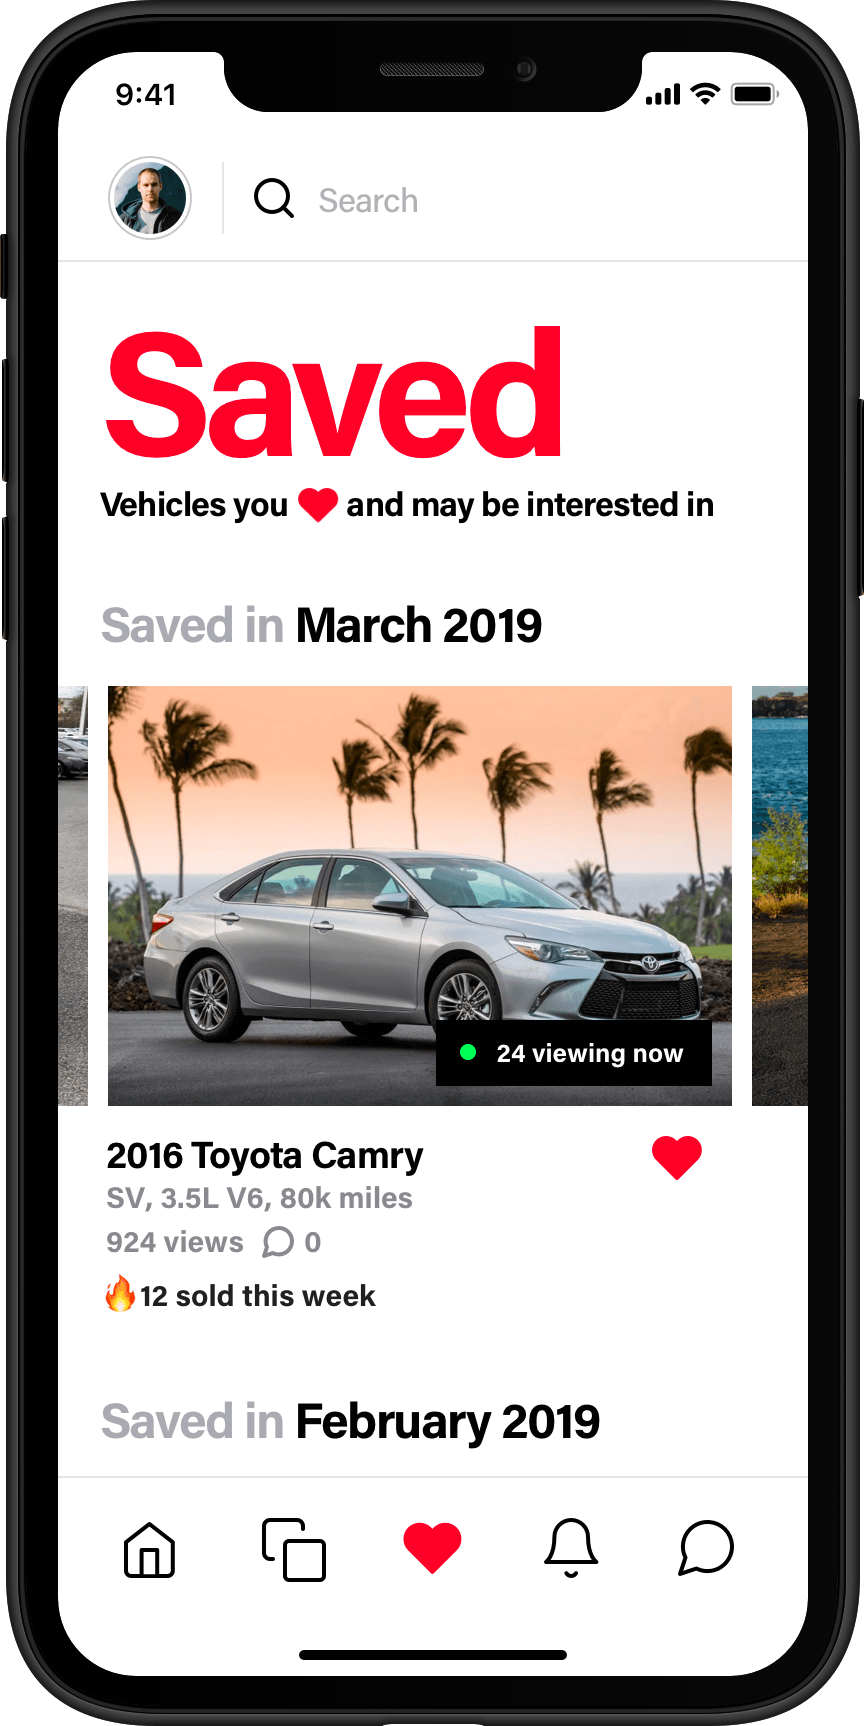 9:41
Search
Saved
Vehicles you ❤️ and may be interested in
Saved in March 2019
24 viewing now
2016 Toyota Camry
SV, 3.5L V6, 80k miles
924 views 0
🔥12 sold this week
Saved in February 2019